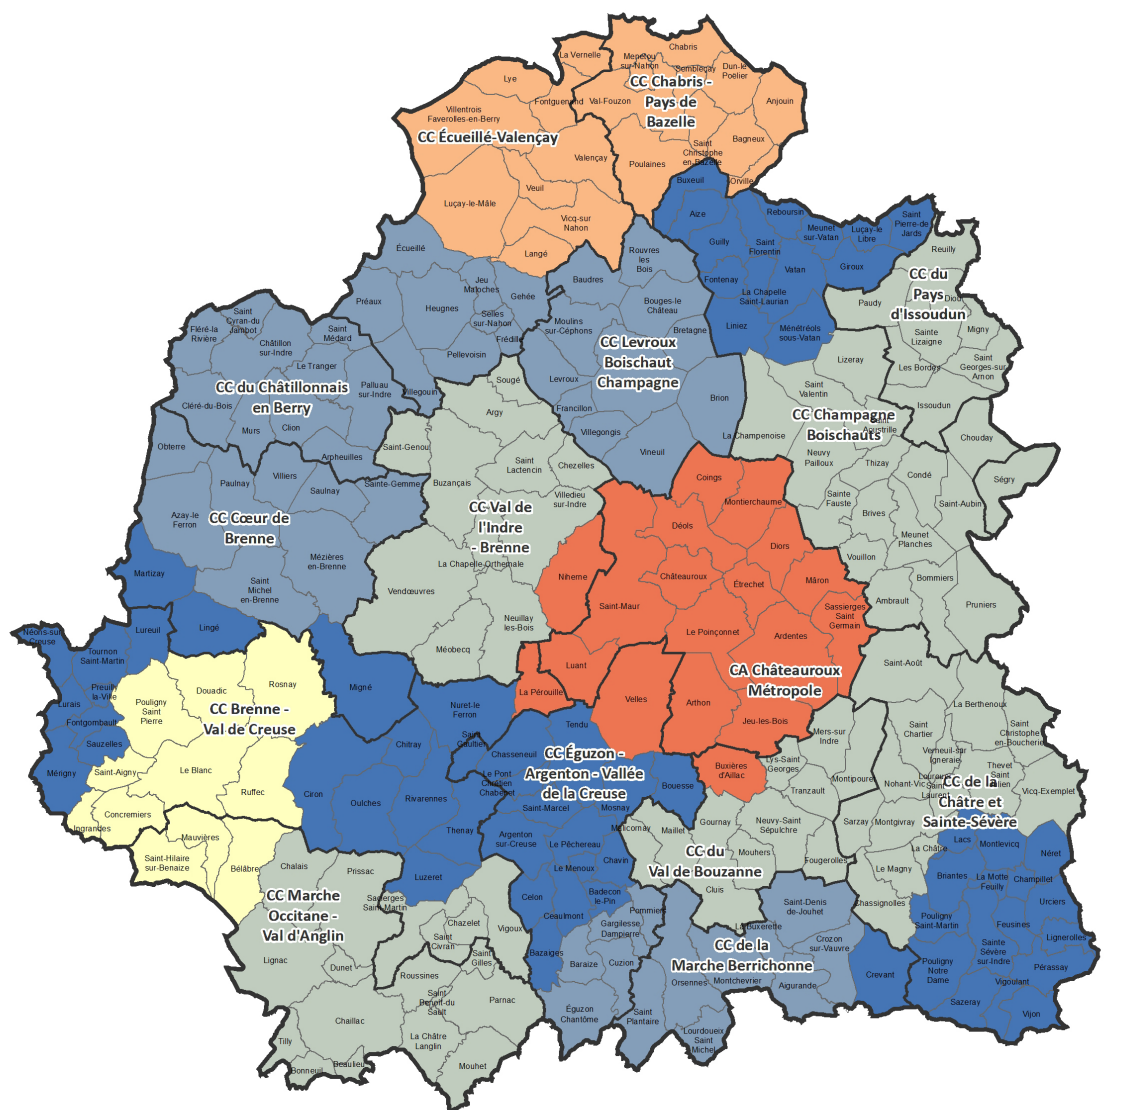 La Vernelle
Chabris
Menetou
sur-Nahon
Sembleçay
Dun-le
Poëlier
CC Chabris -
Pays de
Bazelle
Lye
Fontguenand
Val-Fouzon
Anjouin
Villentrois
Faverolles-en-Berry
CC Écueillé-Valençay
Bagneux
Saint
Christophe
en-Bazelle
Valençay
Poulaines
Orville
Buxeuil
Veuil
Luçay-le-Mâle
Vicq-sur
Nahon
Langé
Aize
Reboursin
Saint
Pierre-de
Jards
Meunet
sur-Vatan
Luçay-le
Libre
Guilly
Saint
Florentin
Reuilly
Écueillé
Rouvres
les
Bois
Vatan
Giroux
Fontenay
Baudres
CC du
Pays
d'Issoudun
Diou
Paudy
Jeu
Maloches
Gehée
Préaux
Heugnes
La Chapelle
Saint-Laurian
Bouges-le
Château
Selles
sur-Nahon
Moulins
sur-Céphons
Bretagne
Liniez
Ménétréols
sous-Vatan
Migny
Sainte
Lizaigne
Saint
Cyran-du
Jambot
Fléré-la
Rivière
Saint
Médard
Châtillon
sur-Indre
Frédille
Pellevoisin
CC Levroux
Boischaut
Champagne
Lizeray
Les Bordes
Saint
Georges-sur
Arnon
Le Tranger
CC du Châtillonnais
en Berry
Palluau
sur-Indre
Villegouin
Sougé
Levroux
Saint
Valentin
Brion
Issoudun
Cléré-du-Bois
Clion
Murs
Argy
Francillon
Villegongis
CC Champagne
Boischauts
Saint
Aoustrille
La Champenoise
Chouday
Obterre
Saint-Genou
Arpheuilles
Vineuil
Neuvy
Pailloux
Thizay
Condé
Ségry
Saint
Lactencin
Chezelles
Villiers
Paulnay
Saulnay
Sainte-Gemme
Buzançais
Villedieu
sur-Indre
Coings
Montierchaume
Sainte
Fauste
Saint-Aubin
Brives
Azay-le
Ferron
CC Cœur de
Brenne
CC Val de
l'Indre
- Brenne
Déols
Diors
Meunet
Planches
Vouillon
Mézières
en-Brenne
La Chapelle Orthemale
Martizay
Saint
Michel
en-Brenne
Niherne
Châteauroux
Étrechet
Mâron
Bommiers
Vendœuvres
Saint-Maur
Sassierges
Saint
Germain
Ambrault
Pruniers
Neuillay
les-Bois
Néons-sur
Creuse
Lureuil
Lingé
Le Poinçonnet
Ardentes
Tournon
Saint-Martin
Méobecq
Luant
Saint-Août
Rosnay
Migné
La Pérouille
CA Châteauroux
Métropole
Preuilly
la-Ville
Douadic
Velles
Arthon
Lurais
Pouligny
Saint
Pierre
CC Brenne -
Val de Creuse
Nuret-le
Ferron
La Berthenoux
Fontgombault
Tendu
Jeu-les-Bois
Saint
Chartier
Saint
Christophe
en-Boucherie
Mers-sur
Indre
Sauzelles
Chitray
Saint
Gaultier
Chasseneuil
CC Éguzon -
Argenton - Vallée
de la Creuse
Verneuil-sur
Igneraie
Buxières
d'Aillac
Lys-Saint
Georges
Mérigny
Saint-Aigny
Le Blanc
Le Pont
Chrétien
Chabenet
Thevet
Saint
Julien
Montipouret
Nohant-Vic
Lourouer
Saint
Laurent
CC de la
Châtre et
Sainte-Sévère
Vicq-Exemplet
Ruffec
Ciron
Oulches
Rivarennes
Bouesse
Tranzault
Saint-Marcel
Mosnay
Concremiers
Ingrandes
Gournay
Neuvy-Saint
Sépulchre
Sarzay
Montgivray
Thenay
Malicornay
Maillet
Argenton
sur-Creuse
Le Pêchereau
Mauvières
La Châtre
Lacs
Montlevicq
Néret
CC du
Val de Bouzanne
Mouhers
Fougerolles
Saint-Hilaire
sur-Benaize
Bélâbre
Chalais
Prissac
Luzeret
Chavin
Le Menoux
Le Magny
Briantes
La Motte
Feuilly
Champillet
Celon
Badecon
le-Pin
Cluis
Saint-Denis
de-Jouhet
Chassignolles
Urciers
CC Marche
Occitane -
Val d'Anglin
Sacierges
Saint-Martin
Pommiers
Ceaulmont
Pouligny
Saint-Martin
Feusines
Chazelet
Vigoux
Gargilesse
Dampierre
La Buxerette
Lignerolles
Saint
Civran
CC de la
Marche Berrichonne
Crozon
sur-Vauvre
Sainte
Sévère
sur-Indre
Bazaiges
Lignac
Dunet
Saint
Gilles
Baraize
Cuzion
Pouligny
Notre
Dame
Pérassay
Roussines
Orsennes
Montchevrier
Crevant
Vigoulant
Aigurande
Saint
Benoît-du
Sault
Parnac
Sazeray
Éguzon
Chantôme
Saint
Plantaire
Vijon
Chaillac
Lourdoueix
Saint
Michel
Tilly
La Châtre
Langlin
Beaulieu
Bonneuil
Mouhet